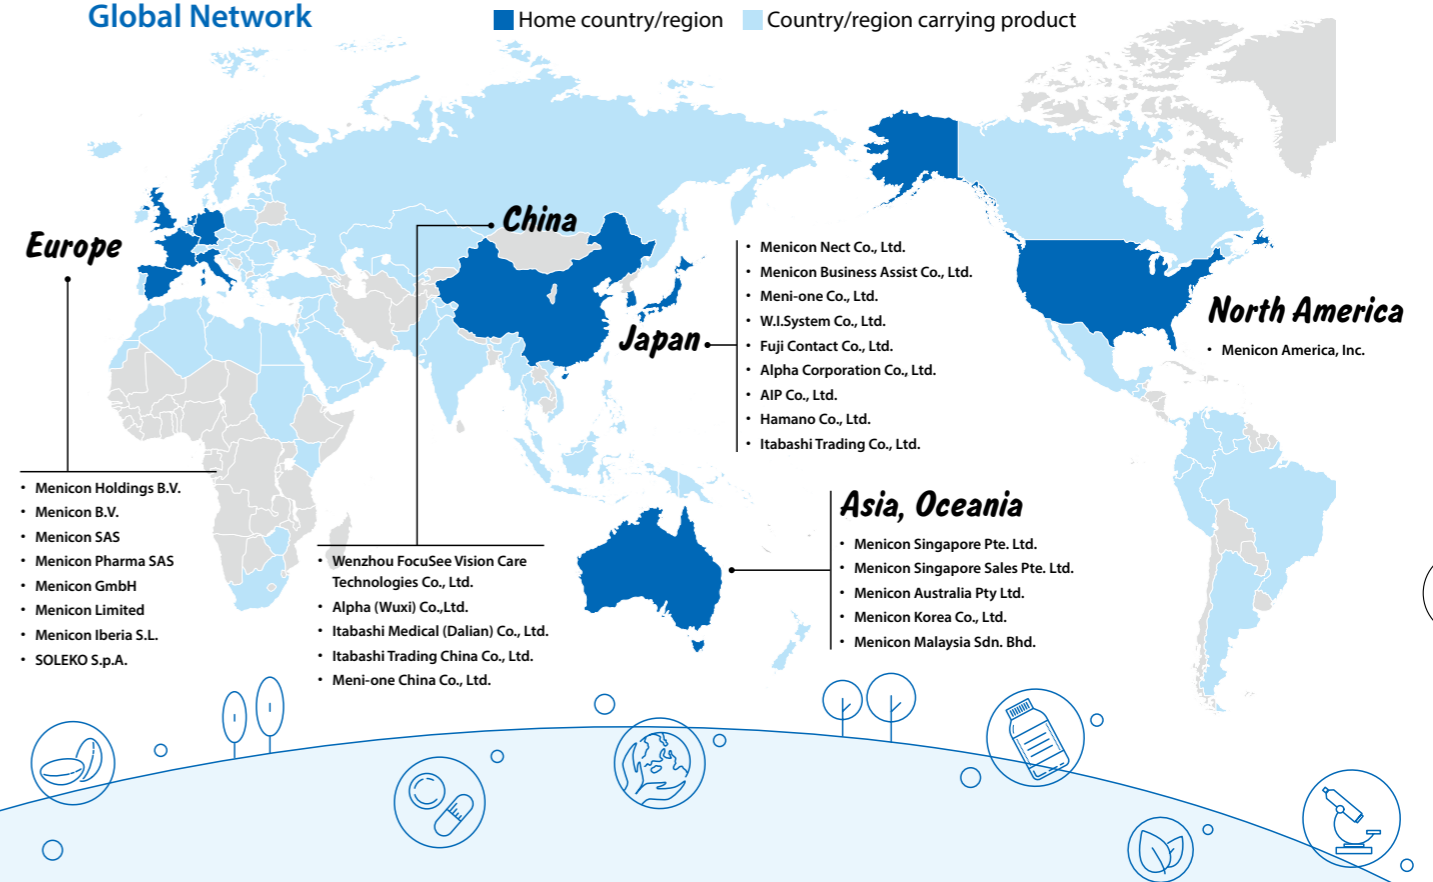 Global Network
Home country/region
Country/region carrying product
Europe
• Menicon Holdings B.V.
• Menicon B.V.
• Menicon SAS
• Menicon Pharma SAS
• Menicon GmbH
• Menicon Limited
• Menicon Iberia S.L.
• SOLEKO S.p.A.
China
• Wenzhou FocuSee Vision Care
Technologies Co., Ltd.
• Alpha (Wuxi) Co.,Ltd.
• Itabashi Medical (Dalian) Co., Ltd.
• Itabashi Trading China Co., Ltd.
• Meni-one China Co., Ltd.
Japan
• Menicon Nect Co., Ltd.
• Menicon Business Assist Co., Ltd.
• Meni-one Co., Ltd.
• W.I.System Co., Ltd.
• Fuji Contact Co., Ltd.
• Alpha Corporation Co., Ltd.
• AIP Co., Ltd.
• Hamano Co., Ltd.
• Itabashi Trading Co., Ltd.
Asia, Oceania
• Menicon Singapore Pte. Ltd.
• Menicon Singapore Sales Pte. Ltd.
• Menicon Australia Pty Ltd.
• Menicon Korea Co., Ltd.
• Menicon Malaysia Sdn. Bhd.
North America
• Menicon America, Inc.